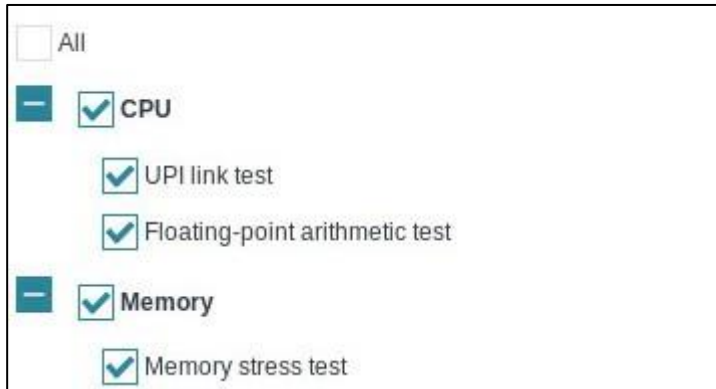 All
CPU
UPI link test
Floating-point arithmetic test
Memory
Memory stress test